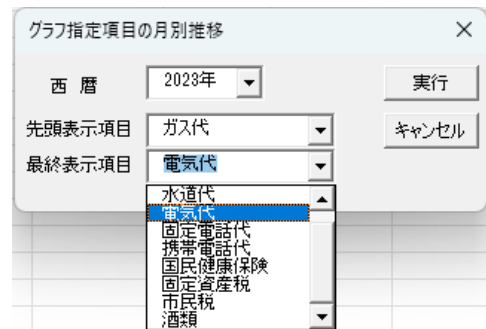 グラフ指定項目の月別推移
西 暦 2023年 実行
先頭表示項目 ガス代 キャンセル
最終表示項目 電気代
水道代
電気代
固定電話代
携帯電話代
国民健康保険
固定資産税
市民税
酒類